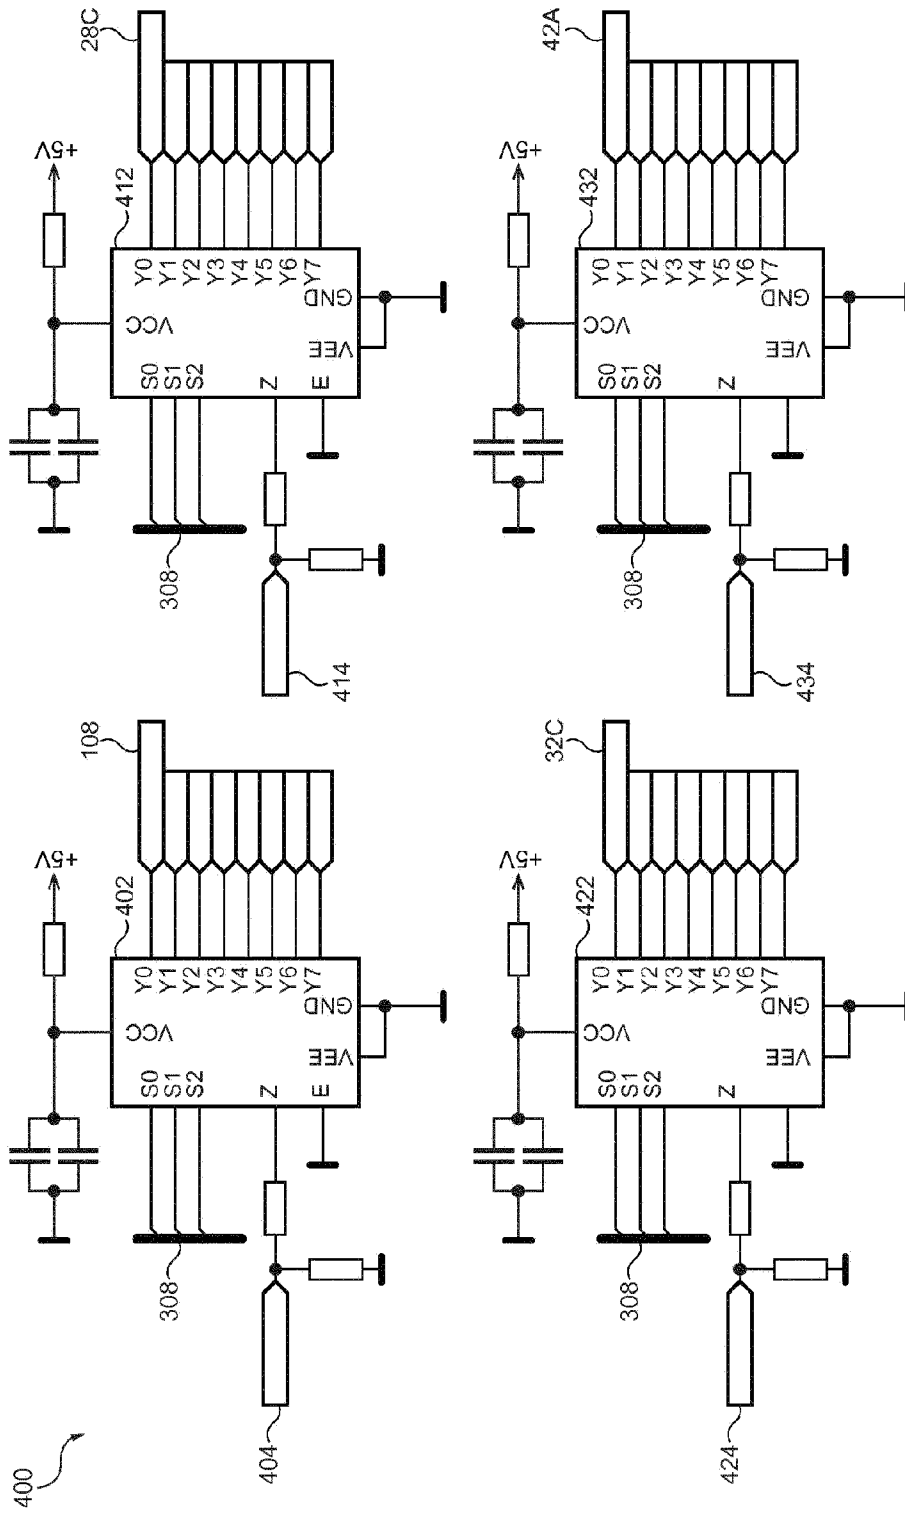 400
404
308
402
+5V
VCC
S0
S1
S2
Z
E
Y0
Y1
Y2
Y3
Y4
Y5
Y6
Y7
VEE
GND
108
414
308
412
+5V
VCC
S0
S1
S2
Z
E
Y0
Y1
Y2
Y3
Y4
Y5
Y6
Y7
VEE
GND
28C
424
308
422
+5V
VCC
S0
S1
S2
Z
Y0
Y1
Y2
Y3
Y4
Y5
Y6
Y7
VEE
GND
32C
434
308
432
+5V
VCC
S0
S1
S2
Z
Y0
Y1
Y2
Y3
Y4
Y5
Y6
Y7
VEE
GND
42A